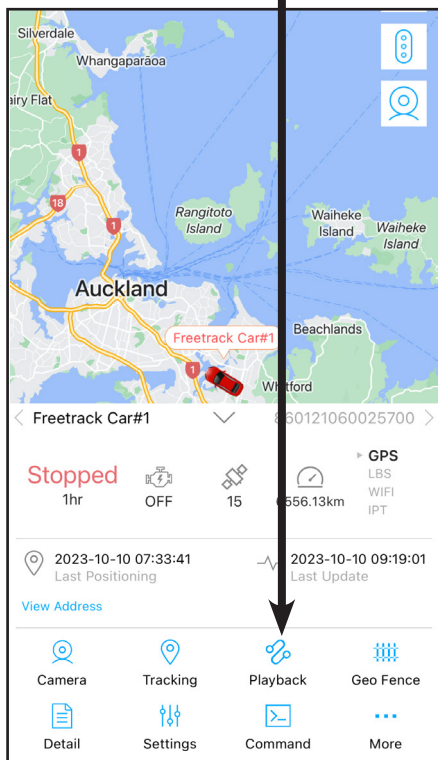 Silverdale
Whangaparāoa
airy Flat
1
18
1
Rangitoto
Island
Waiheke
Island
Waiheke
Island
Auckland
Freetrack Car#1
Beachlands
1
Whitford
Freetrack Car#1
860121060025700
Stopped
1hr
OFF
15
6556.13km
GPS
LBS
WIFI
IPT
2023-10-10 07:33:41
Last Positioning
2023-10-10 09:19:01
Last Update
View Address
Camera
Tracking
Playback
Geo Fence
Detail
Settings
Command
More